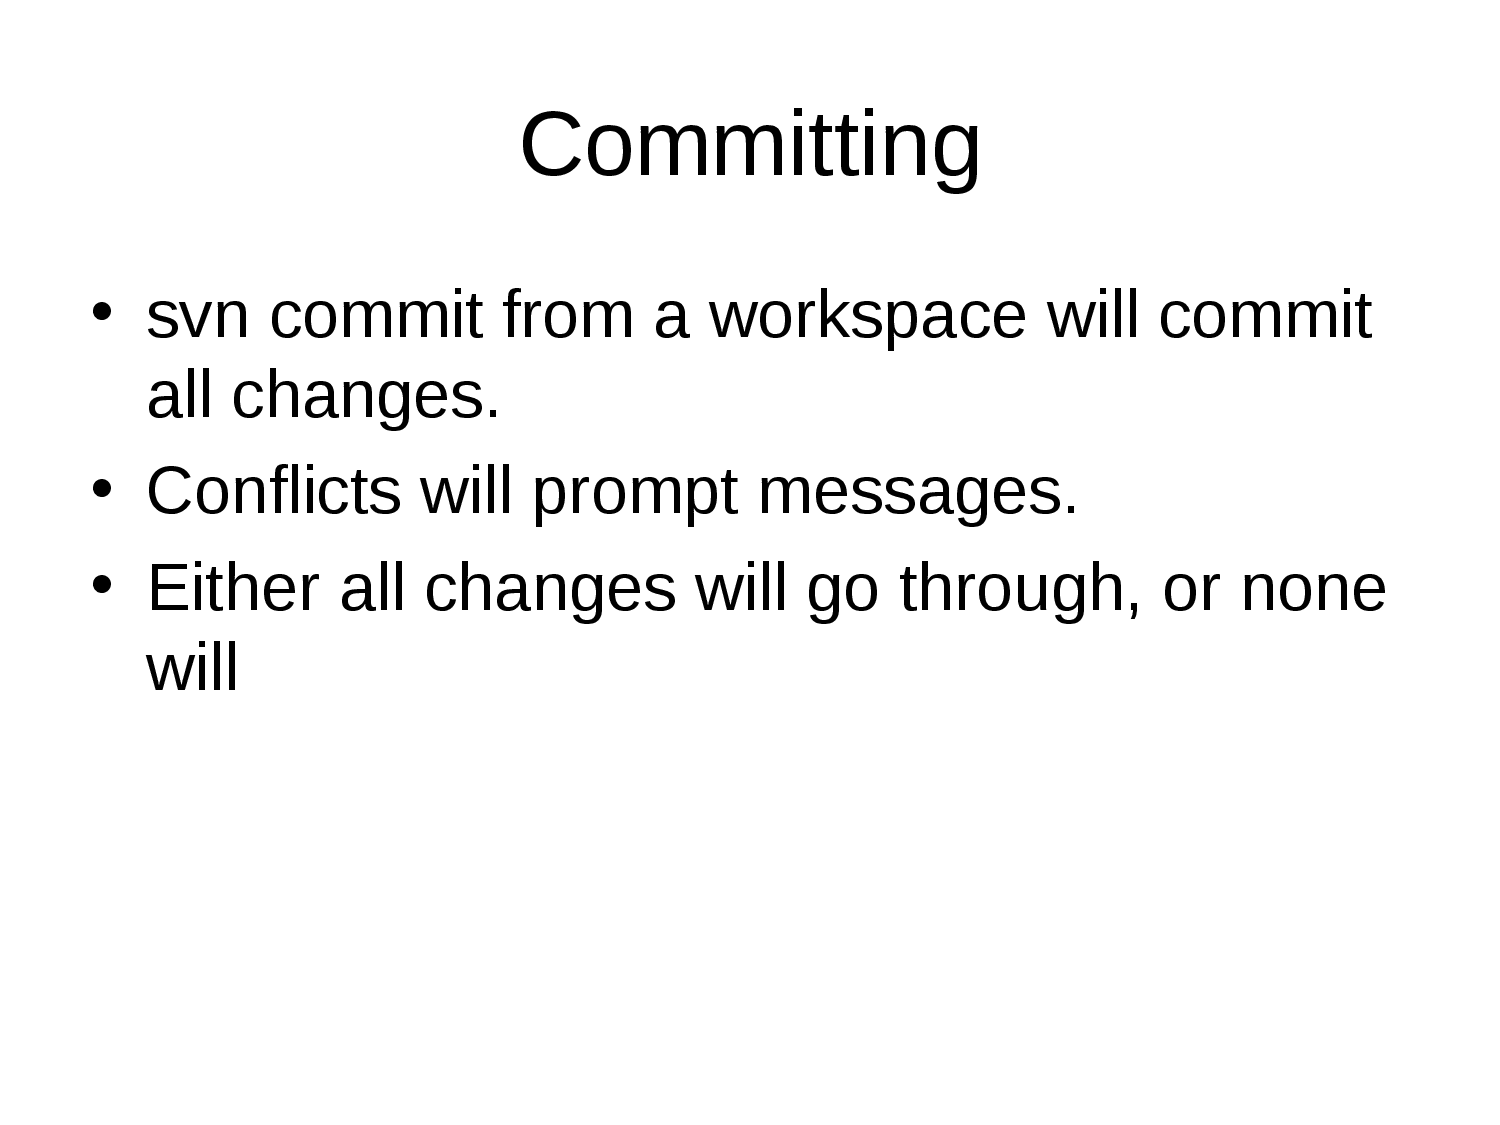 Committing
• svn commit from a workspace will commit
all changes.
• Conflicts will prompt messages.
• Either all changes will go through, or none
will